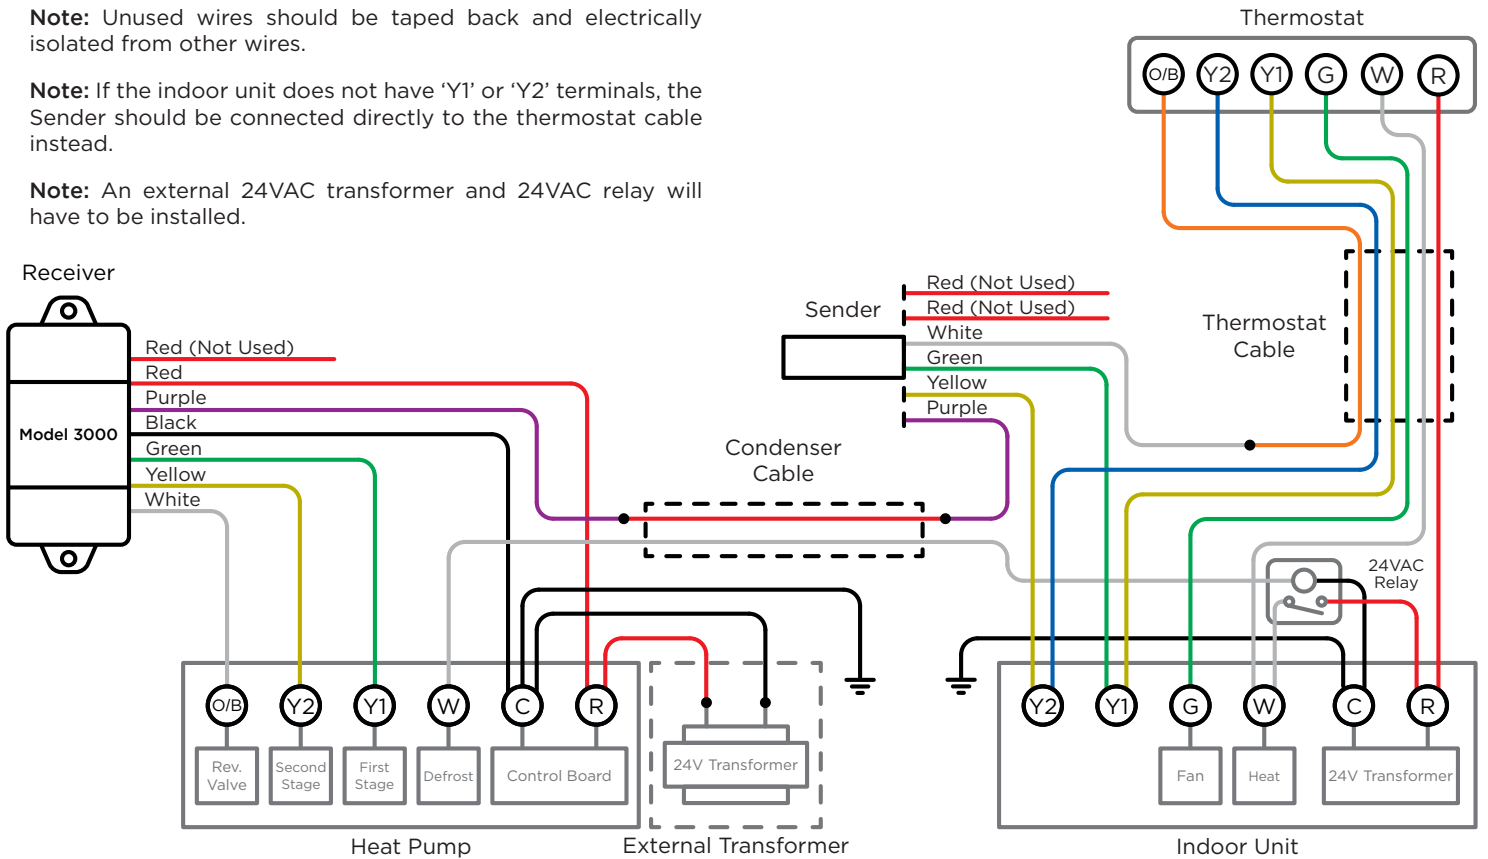 Note: Unused wires should be taped back and electrically
isolated from other wires.
Note: If the indoor unit does not have ‘Y1’ or ‘Y2’ terminals, the
Sender should be connected directly to the thermostat cable
instead.
Note: An external 24VAC transformer and 24VAC relay will
have to be installed.
Thermostat
O/B Y2 Y1 G W R
Receiver
Model 3000
Red (Not Used)
Red
Purple
Black
Green
Yellow
White
Sender
Red (Not Used)
Red (Not Used)
White
Green
Yellow
Purple
Thermostat
Cable
Condenser
Cable
24VAC
Relay
O/B Y2 Y1 W C R
Rev.
Valve
Second
Stage
First
Stage
Defrost
Control Board
24V Transformer
Y2 Y1 G W C R
Fan
Heat
24V Transformer
Heat Pump
External Transformer
Indoor Unit